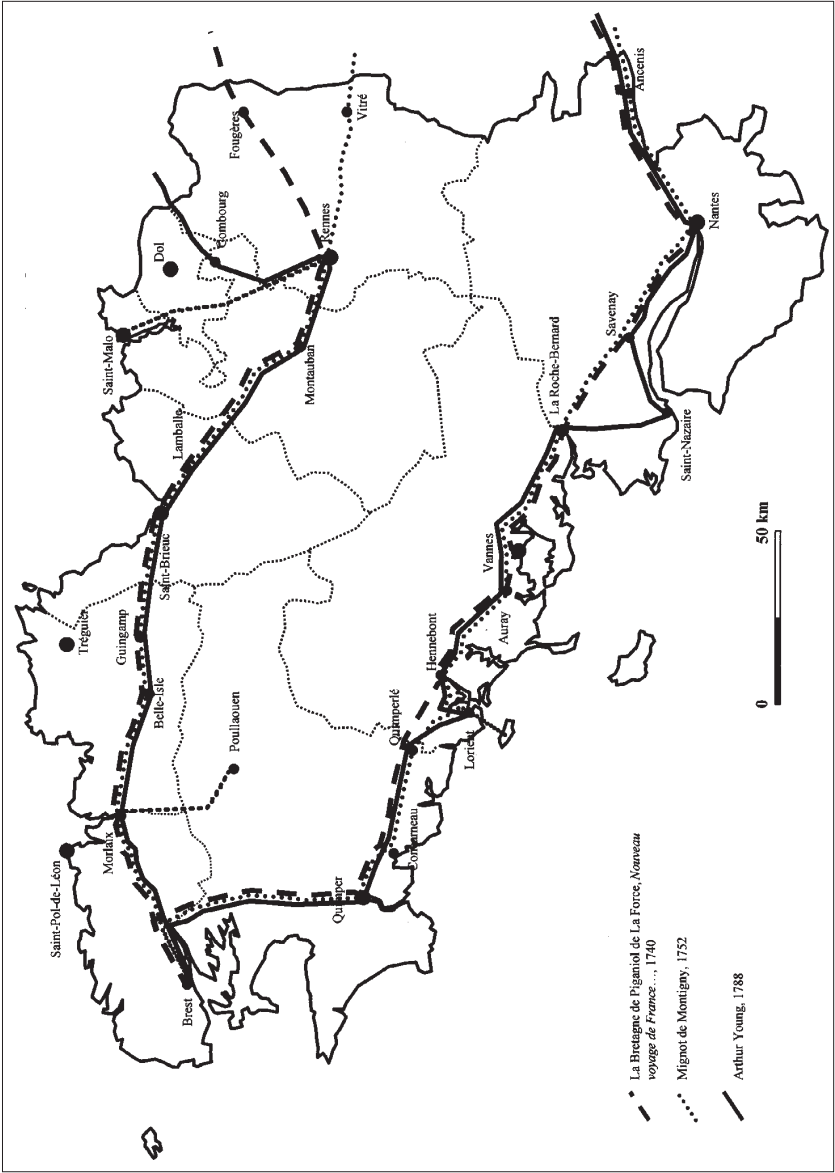 Saint-Pol-de-Léon
Brest
Morlaix
Quimper
Poullaouen
Belle-Isle
Guingamp
Tréguier
Saint-Brieuc
Lamballe
Saint-Malo
Dol
Combourg
Fougères
Vitré
Rennes
Montauban
Concarneau
Quimperlé
Lorient
Hennebont
Auray
Vannes
La Roche-Bernard
Savenay
Saint-Nazaire
Nantes
Ancenis
La Bretagne de Piganiol de La Force, Nouveau
voyage de France…, 1740
Mignot de Montigny, 1752
Arthur Young, 1788
0
50 km